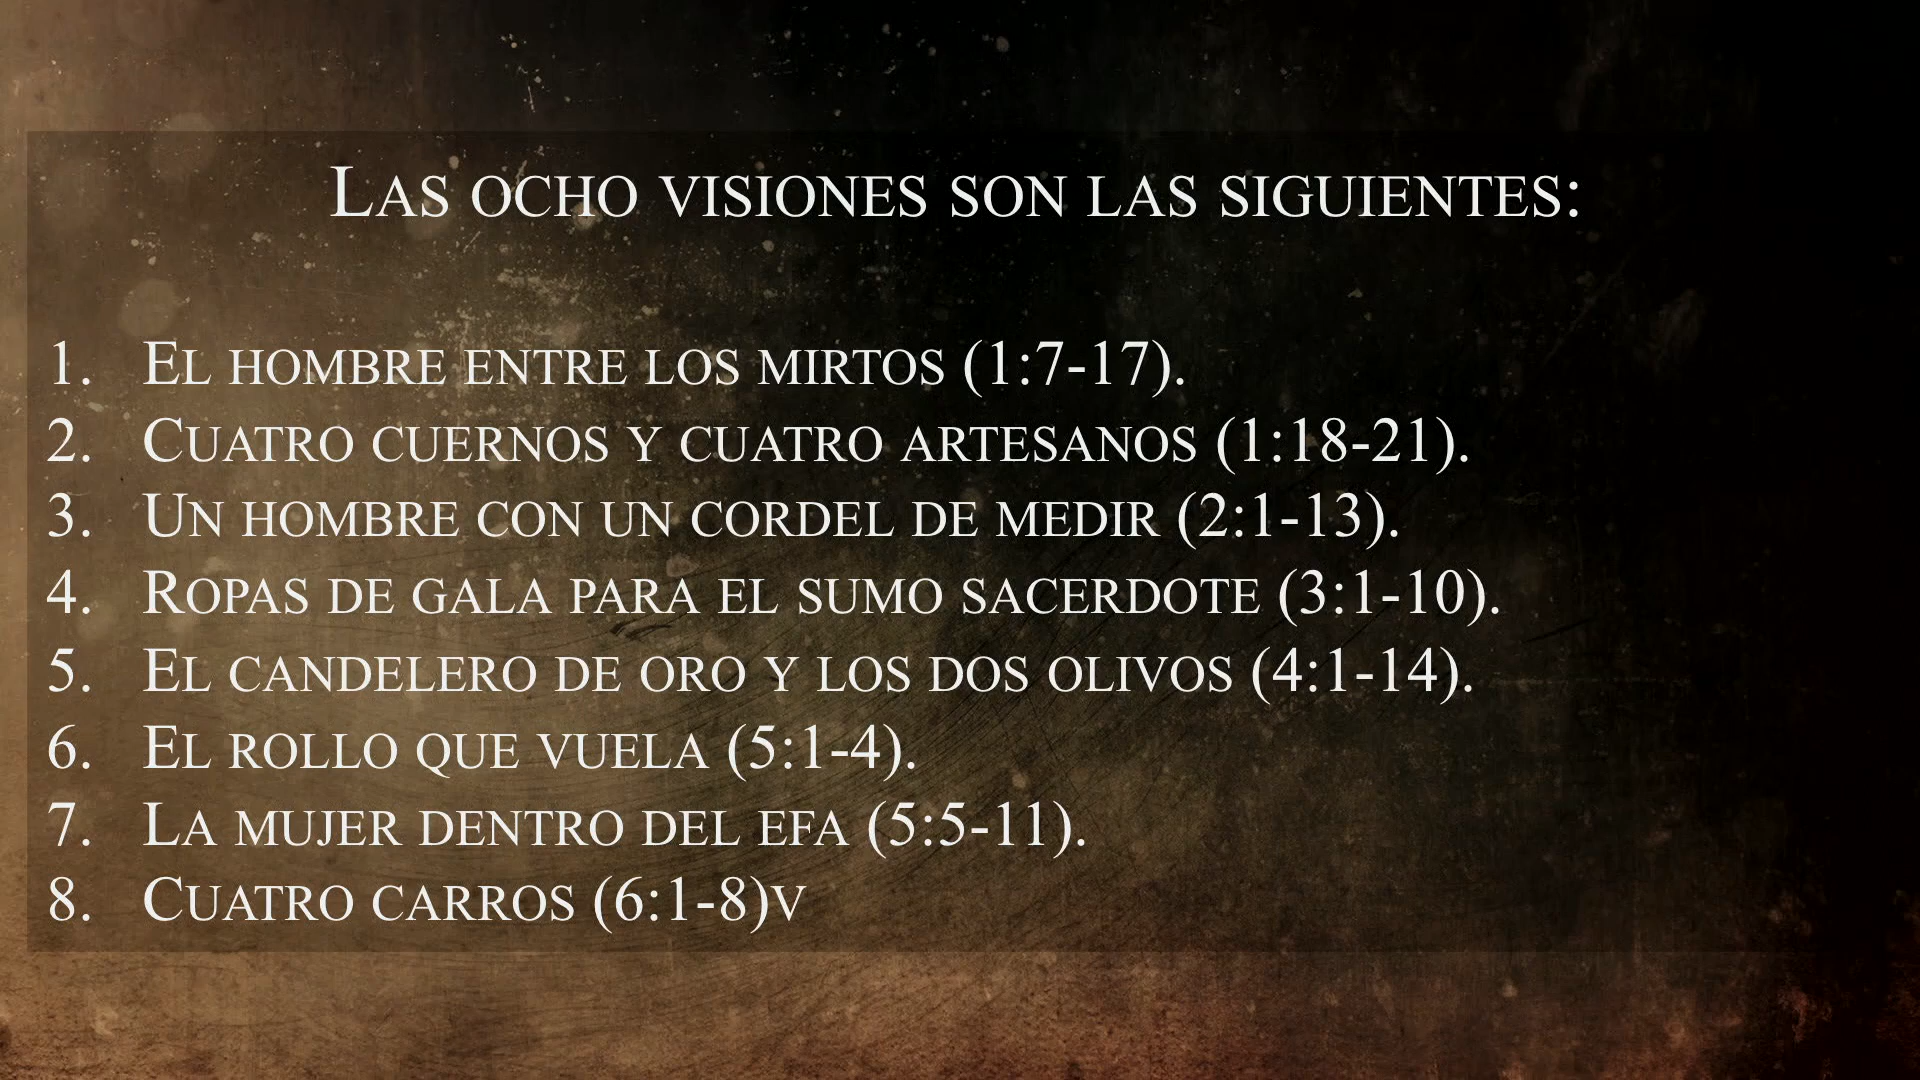 Las ocho visiones son las siguientes:
1. El hombre entre los mirtos (1:7-17).
2. Cuatro cuernos y cuatro artesanos (1:18-21).
3. Un hombre con un cordel de medir (2:1-13).
4. Ropas de gala para el sumo sacerdote (3:1-10).
5. El candelero de oro y los dos olivos (4:1-14).
6. El rollo que vuela (5:1-4).
7. La mujer dentro del efa (5:5-11).
8. Cuatro carros (6:1-8)v